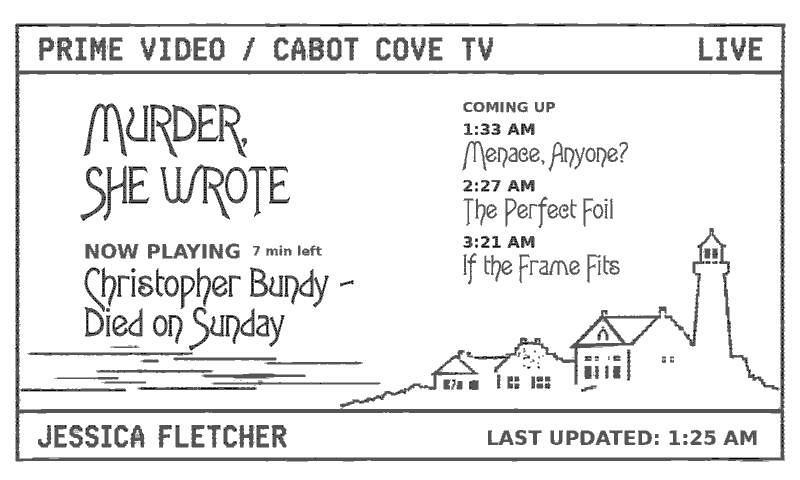 PRIME VIDEO / CABOT COVE TV
LIVE
MURDER,
SHE WROTE
NOW PLAYING 7 min left
Christopher Bundy -
Died on Sunday
COMING UP
1:33 AM
Menace, Anyone?
2:27 AM
The Perfect Foil
3:21 AM
If the Frame Fits
JESSICA FLETCHER
LAST UPDATED: 1:25 AM